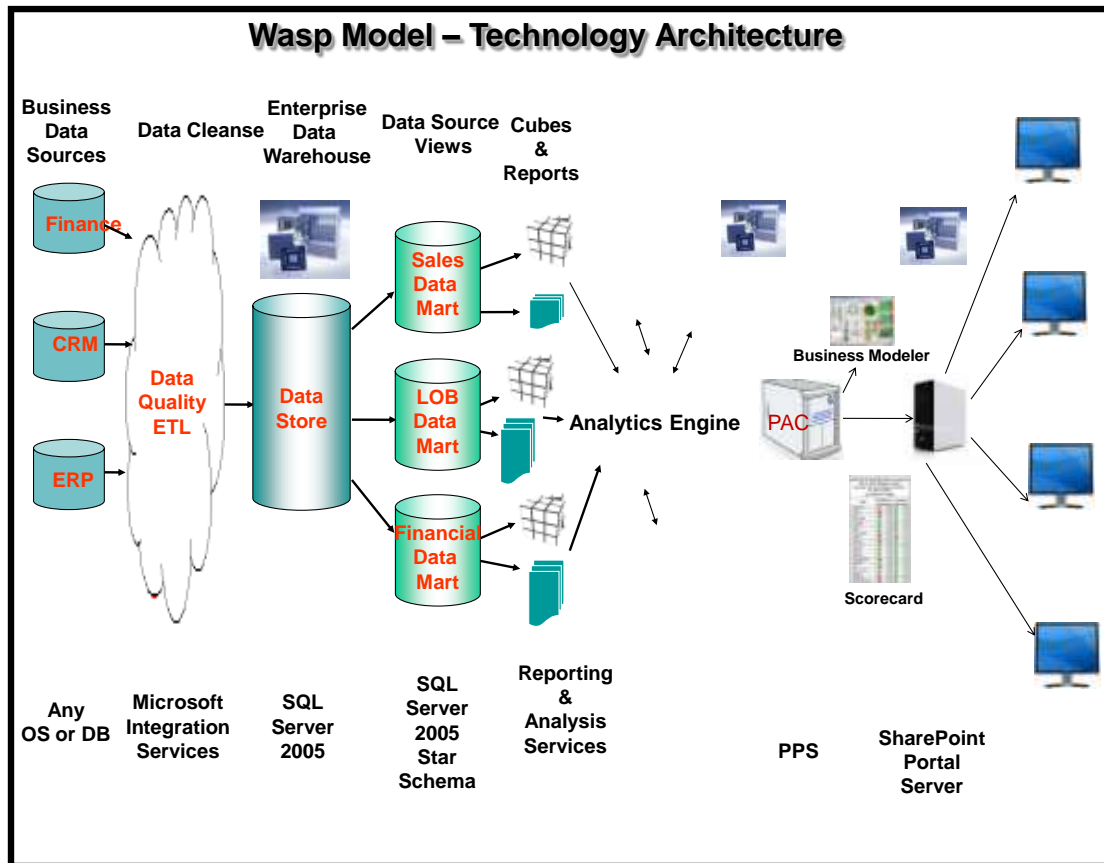 Wasp Model – Technology Architecture
Business
Data
Sources
Data Cleanse
Enterprise
Data
Warehouse
Data Source
Views
Cubes
&
Reports
Finance
CRM
ERP
Data
Quality
ETL
Data
Store
Sales
Data
Mart
LOB
Data
Mart
Financial
Data
Mart
Analytics Engine
PAC
Business Modeler
Scorecard
Any
OS or DB
Microsoft
Integration
Services
SQL
Server
2005
SQL
Server
2005
Star
Schema
Reporting
&
Analysis
Services
PPS
SharePoint
Portal
Server